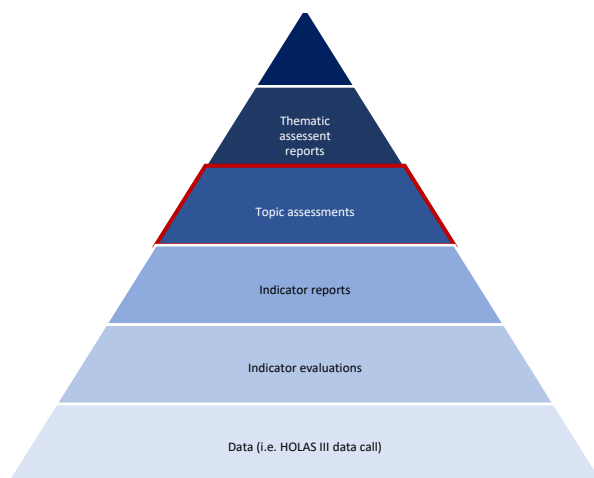 Thematic
assessent
reports
Topic assessments
Indicator reports
Indicator evaluations
Data (i.e. HOLAS III data call)